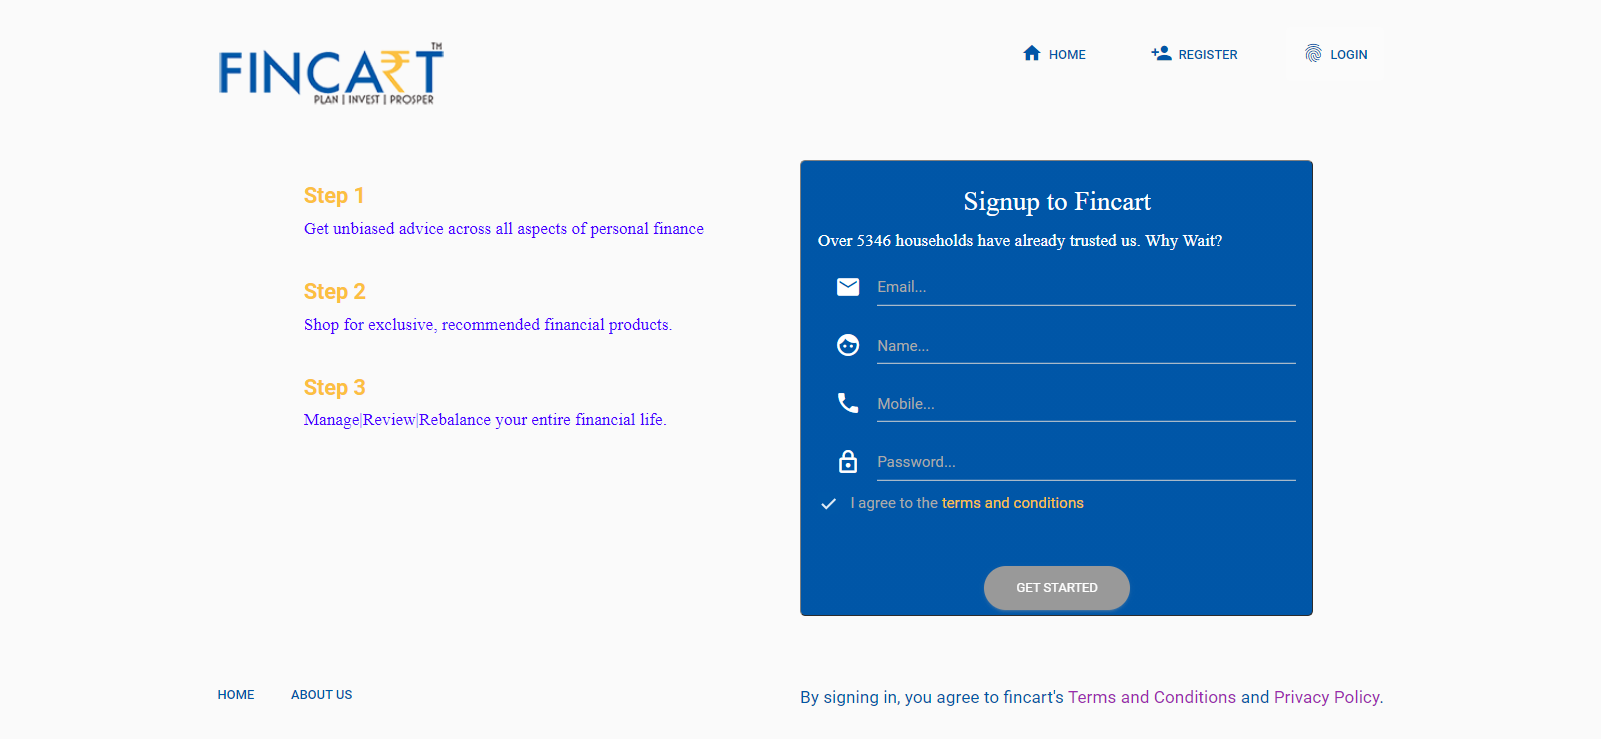 FINCA₹T™
PLAN | INVEST | PROSPER
HOME
REGISTER
LOGIN
Step 1
Get unbiased advice across all aspects of personal finance
Step 2
Shop for exclusive, recommended financial products.
Step 3
Manage|Review|Rebalance your entire financial life.
Signup to Fincart
Over 5346 households have already trusted us. Why Wait?
Email...
Name...
Mobile...
Password...
I agree to the terms and conditions
GET STARTED
HOME
ABOUT US
By signing in, you agree to fincart's Terms and Conditions and Privacy Policy.